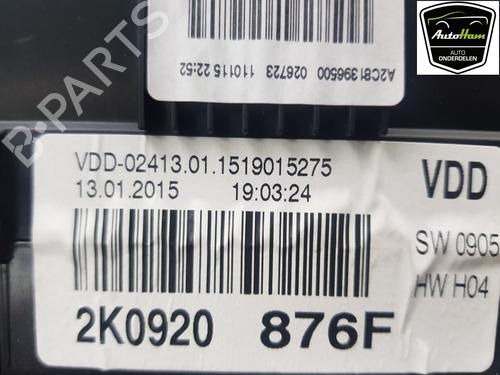 AutoHam
AUTO
ONDERDELEN
A2C81396500 026723 110115 22:52
B-PARTS
VDD-02413.01.1519015275
13.01.2015 19:03:24
VDD
SW 0905
HW H04
2K0920 876F